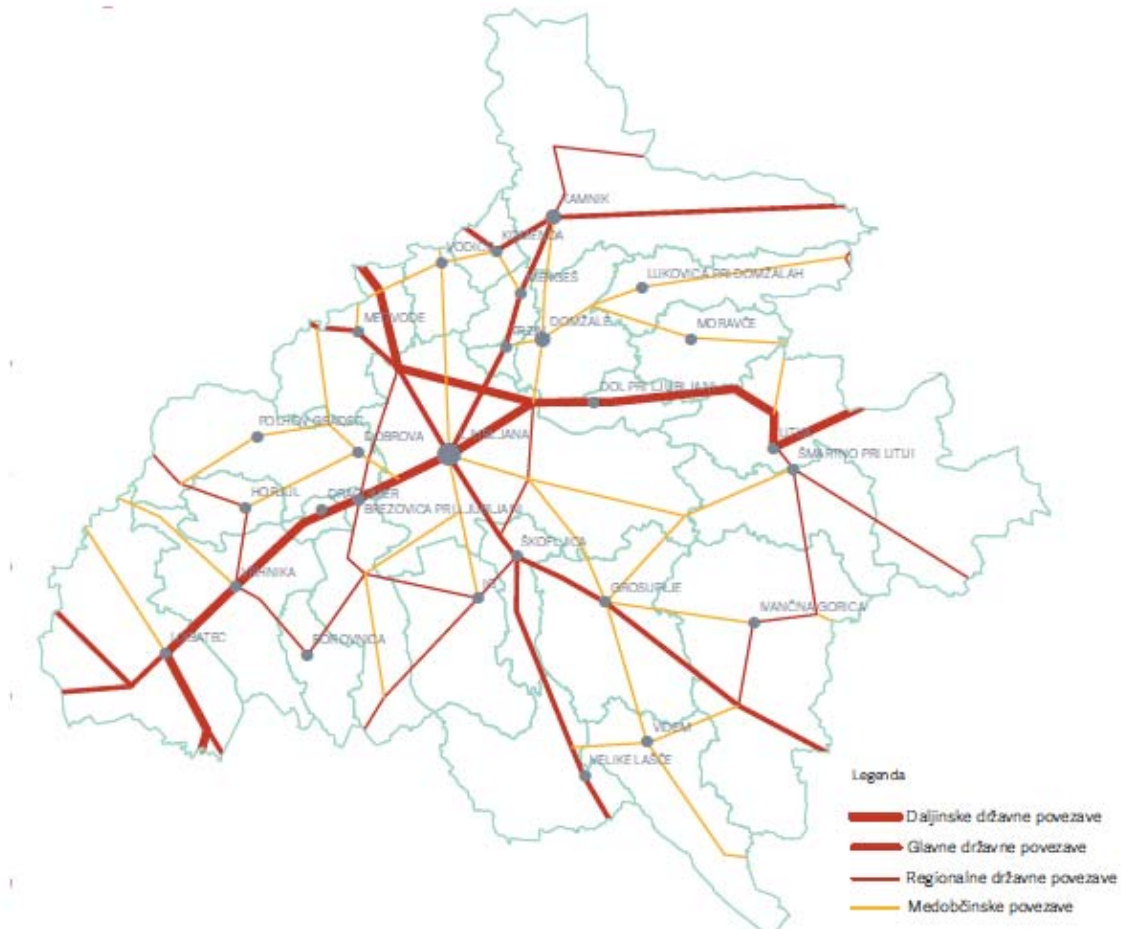 KAMNIK
KOMENDA
VODICE
MENGEŠ
LUKOVICA PRI DOMŽALAH
MEDVODE
TRZIN
DOMŽALE
MORAVČE
DOL PRI LJUBLJANI
POLHOV GRADEC
DOBROVA
LJUBLJANA
LITIJA
ŠMARTNO PRI LITIJI
HORJUL
DRAGOMER
BREZOVICA PRI LJUBLJANI
ŠKOFLJICA
VRHNIKA
IG
GROSUPLJE
IVANČNA GORICA
LOGATEC
BOROVNICA
VIDEM
VELIKE LAŠČE
Legenda
Daljinske državne povezave
Glavne državne povezave
Regionalne državne povezave
Medobčinske povezave